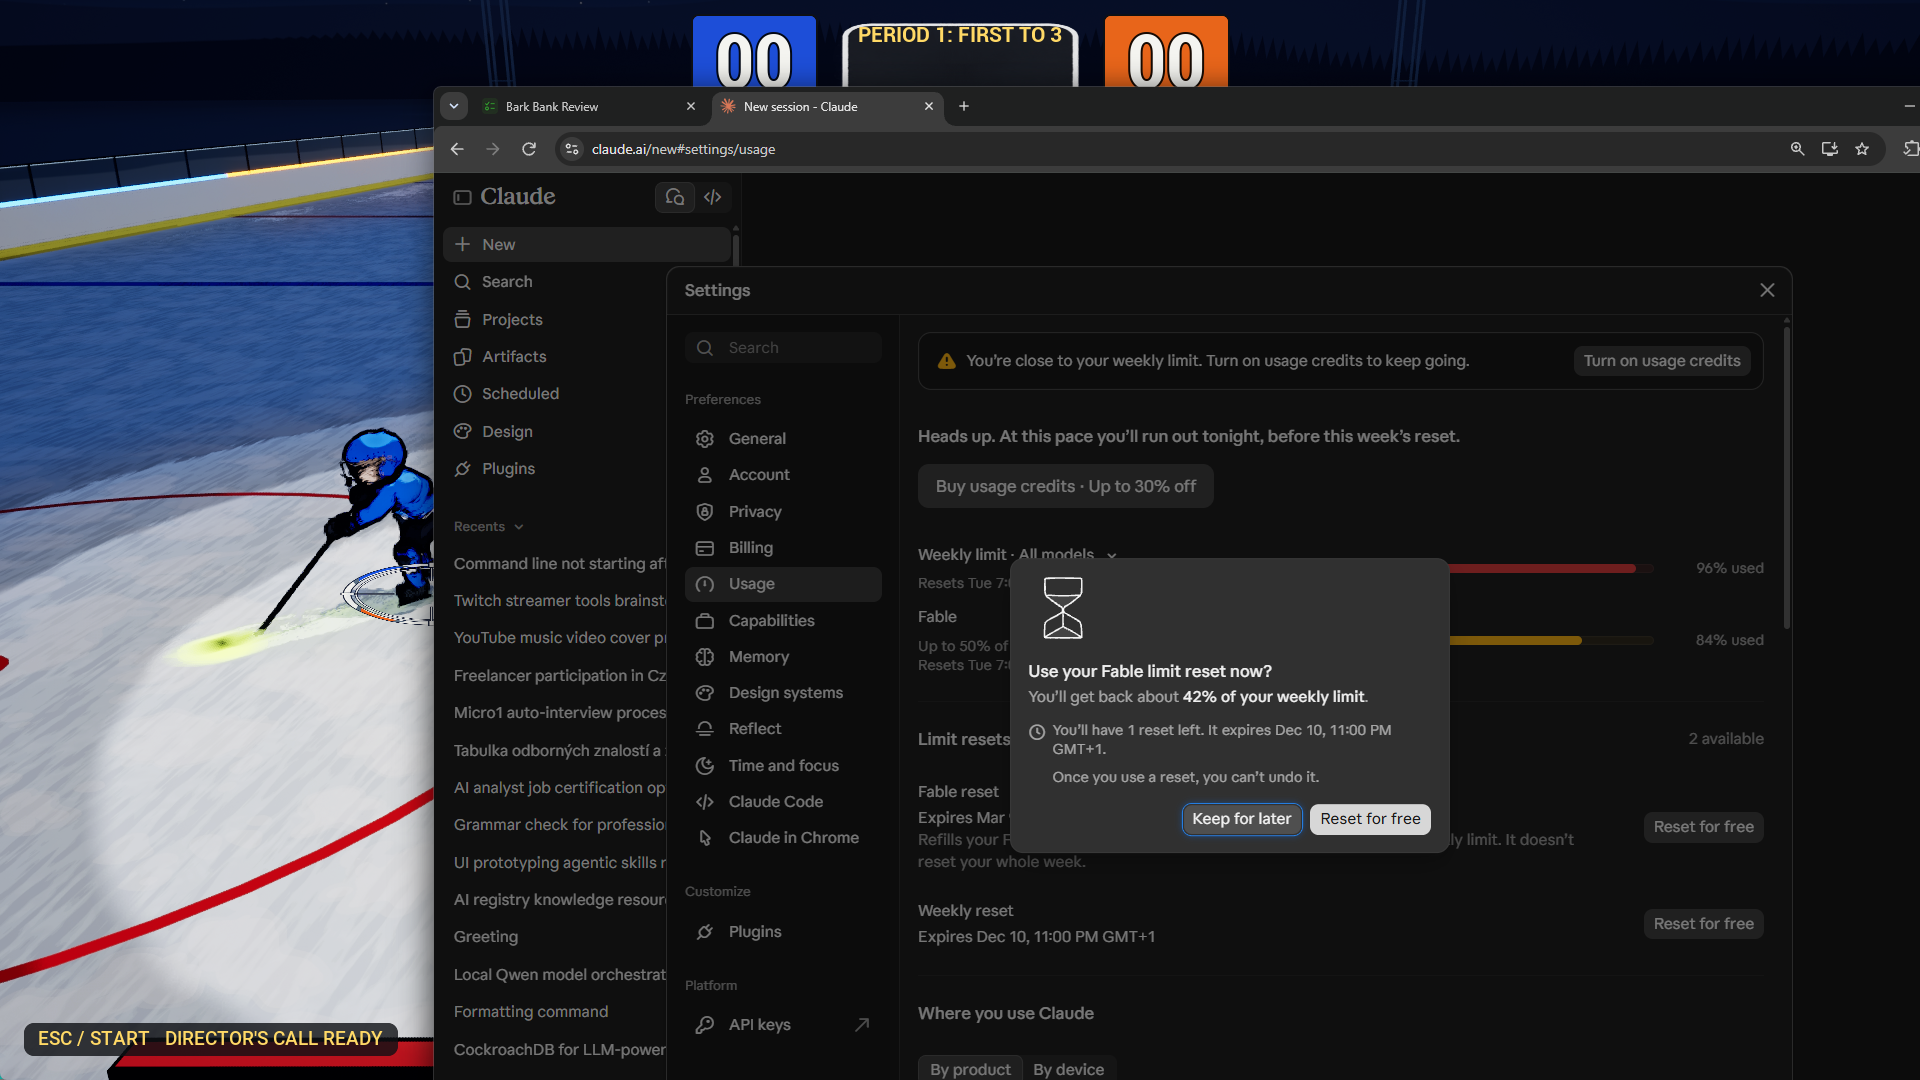 00
PERIOD 1: FIRST TO 3
00
Bark Bank Review
New session - Claude
claude.ai/new#settings/usage
Claude
New
Search
Projects
Artifacts
Scheduled
Design
Plugins
Recents
Command line not starting aft
Twitch streamer tools brainst
YouTube music video cover p
Freelancer participation in Cz
Micro1 auto-interview proces
Tabulka odborných znalostí a
AI analyst job certification op
Grammar check for professio
UI prototyping agentic skills r
AI registry knowledge resour
Greeting
Local Qwen model orchestrat
Formatting command
CockroachDB for LLM-power
Settings
Search
Preferences
General
Account
Privacy
Billing
Usage
Capabilities
Memory
Design systems
Reflect
Time and focus
Claude Code
Claude in Chrome
Customize
Plugins
Platform
API keys
You're close to your weekly limit. Turn on usage credits to keep going.
Turn on usage credits
Heads up. At this pace you'll run out tonight, before this week's reset.
Buy usage credits · Up to 30% off
Weekly limit · All models
Resets Tue 7:0
96% used
Fable
Up to 50% of
Resets Tue 7:0
84% used
Limit resets
2 available
Fable reset
Expires Mar
Refills your F
ly limit. It doesn't
reset your whole week.
Reset for free
Weekly reset
Expires Dec 10, 11:00 PM GMT+1
Reset for free
Where you use Claude
By product
By device
Use your Fable limit reset now?
You'll get back about 42% of your weekly limit.
You'll have 1 reset left. It expires Dec 10, 11:00 PM
GMT+1.
Once you use a reset, you can't undo it.
Keep for later
Reset for free
ESC / START DIRECTOR'S CALL READY